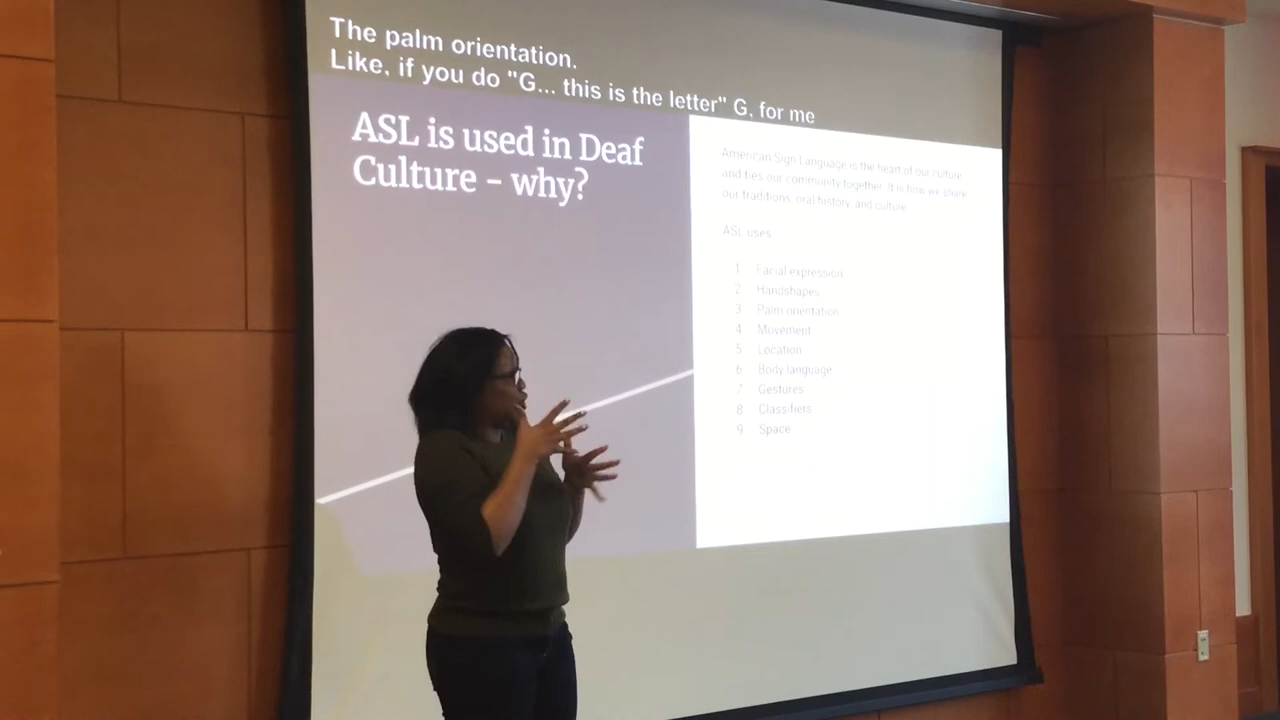 The palm orientation.
Like, if you do "G... this is the letter" G, for me
ASL is used in Deaf
Culture - why?
American Sign Language is the heart of our culture
and ties our community together. It is how we share
our traditions, oral history, and culture.
ASL uses
1 Facial expression
2 Handshapes
3 Palm orientation
4 Movement
5 Location
6 Body language
7 Gestures
8 Classifiers
9 Space